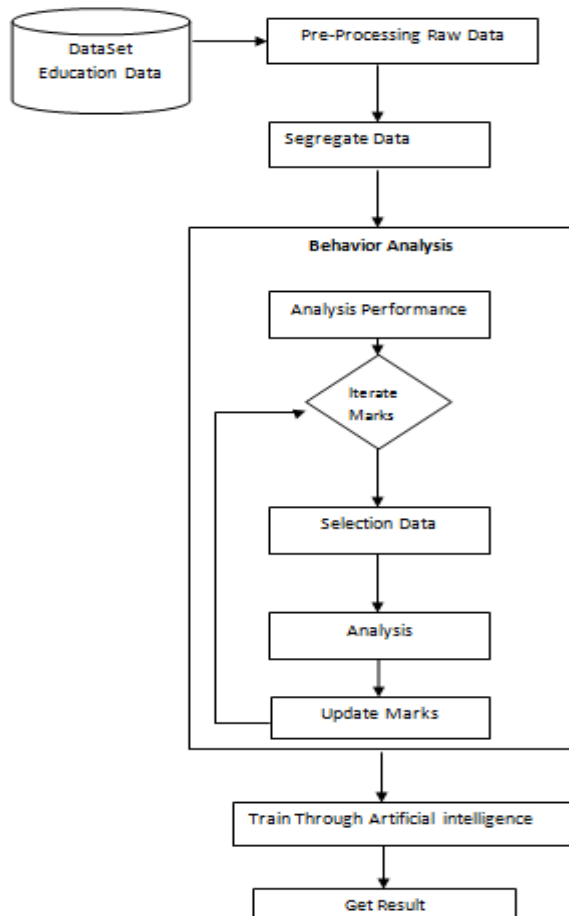 DataSet
Education Data
Pre-Processing Raw Data
Segregate Data
Behavior Analysis
Analysis Performance
Iterate
Marks
Selection Data
Analysis
Update Marks
Train Through Artificial intelligence
Get Result